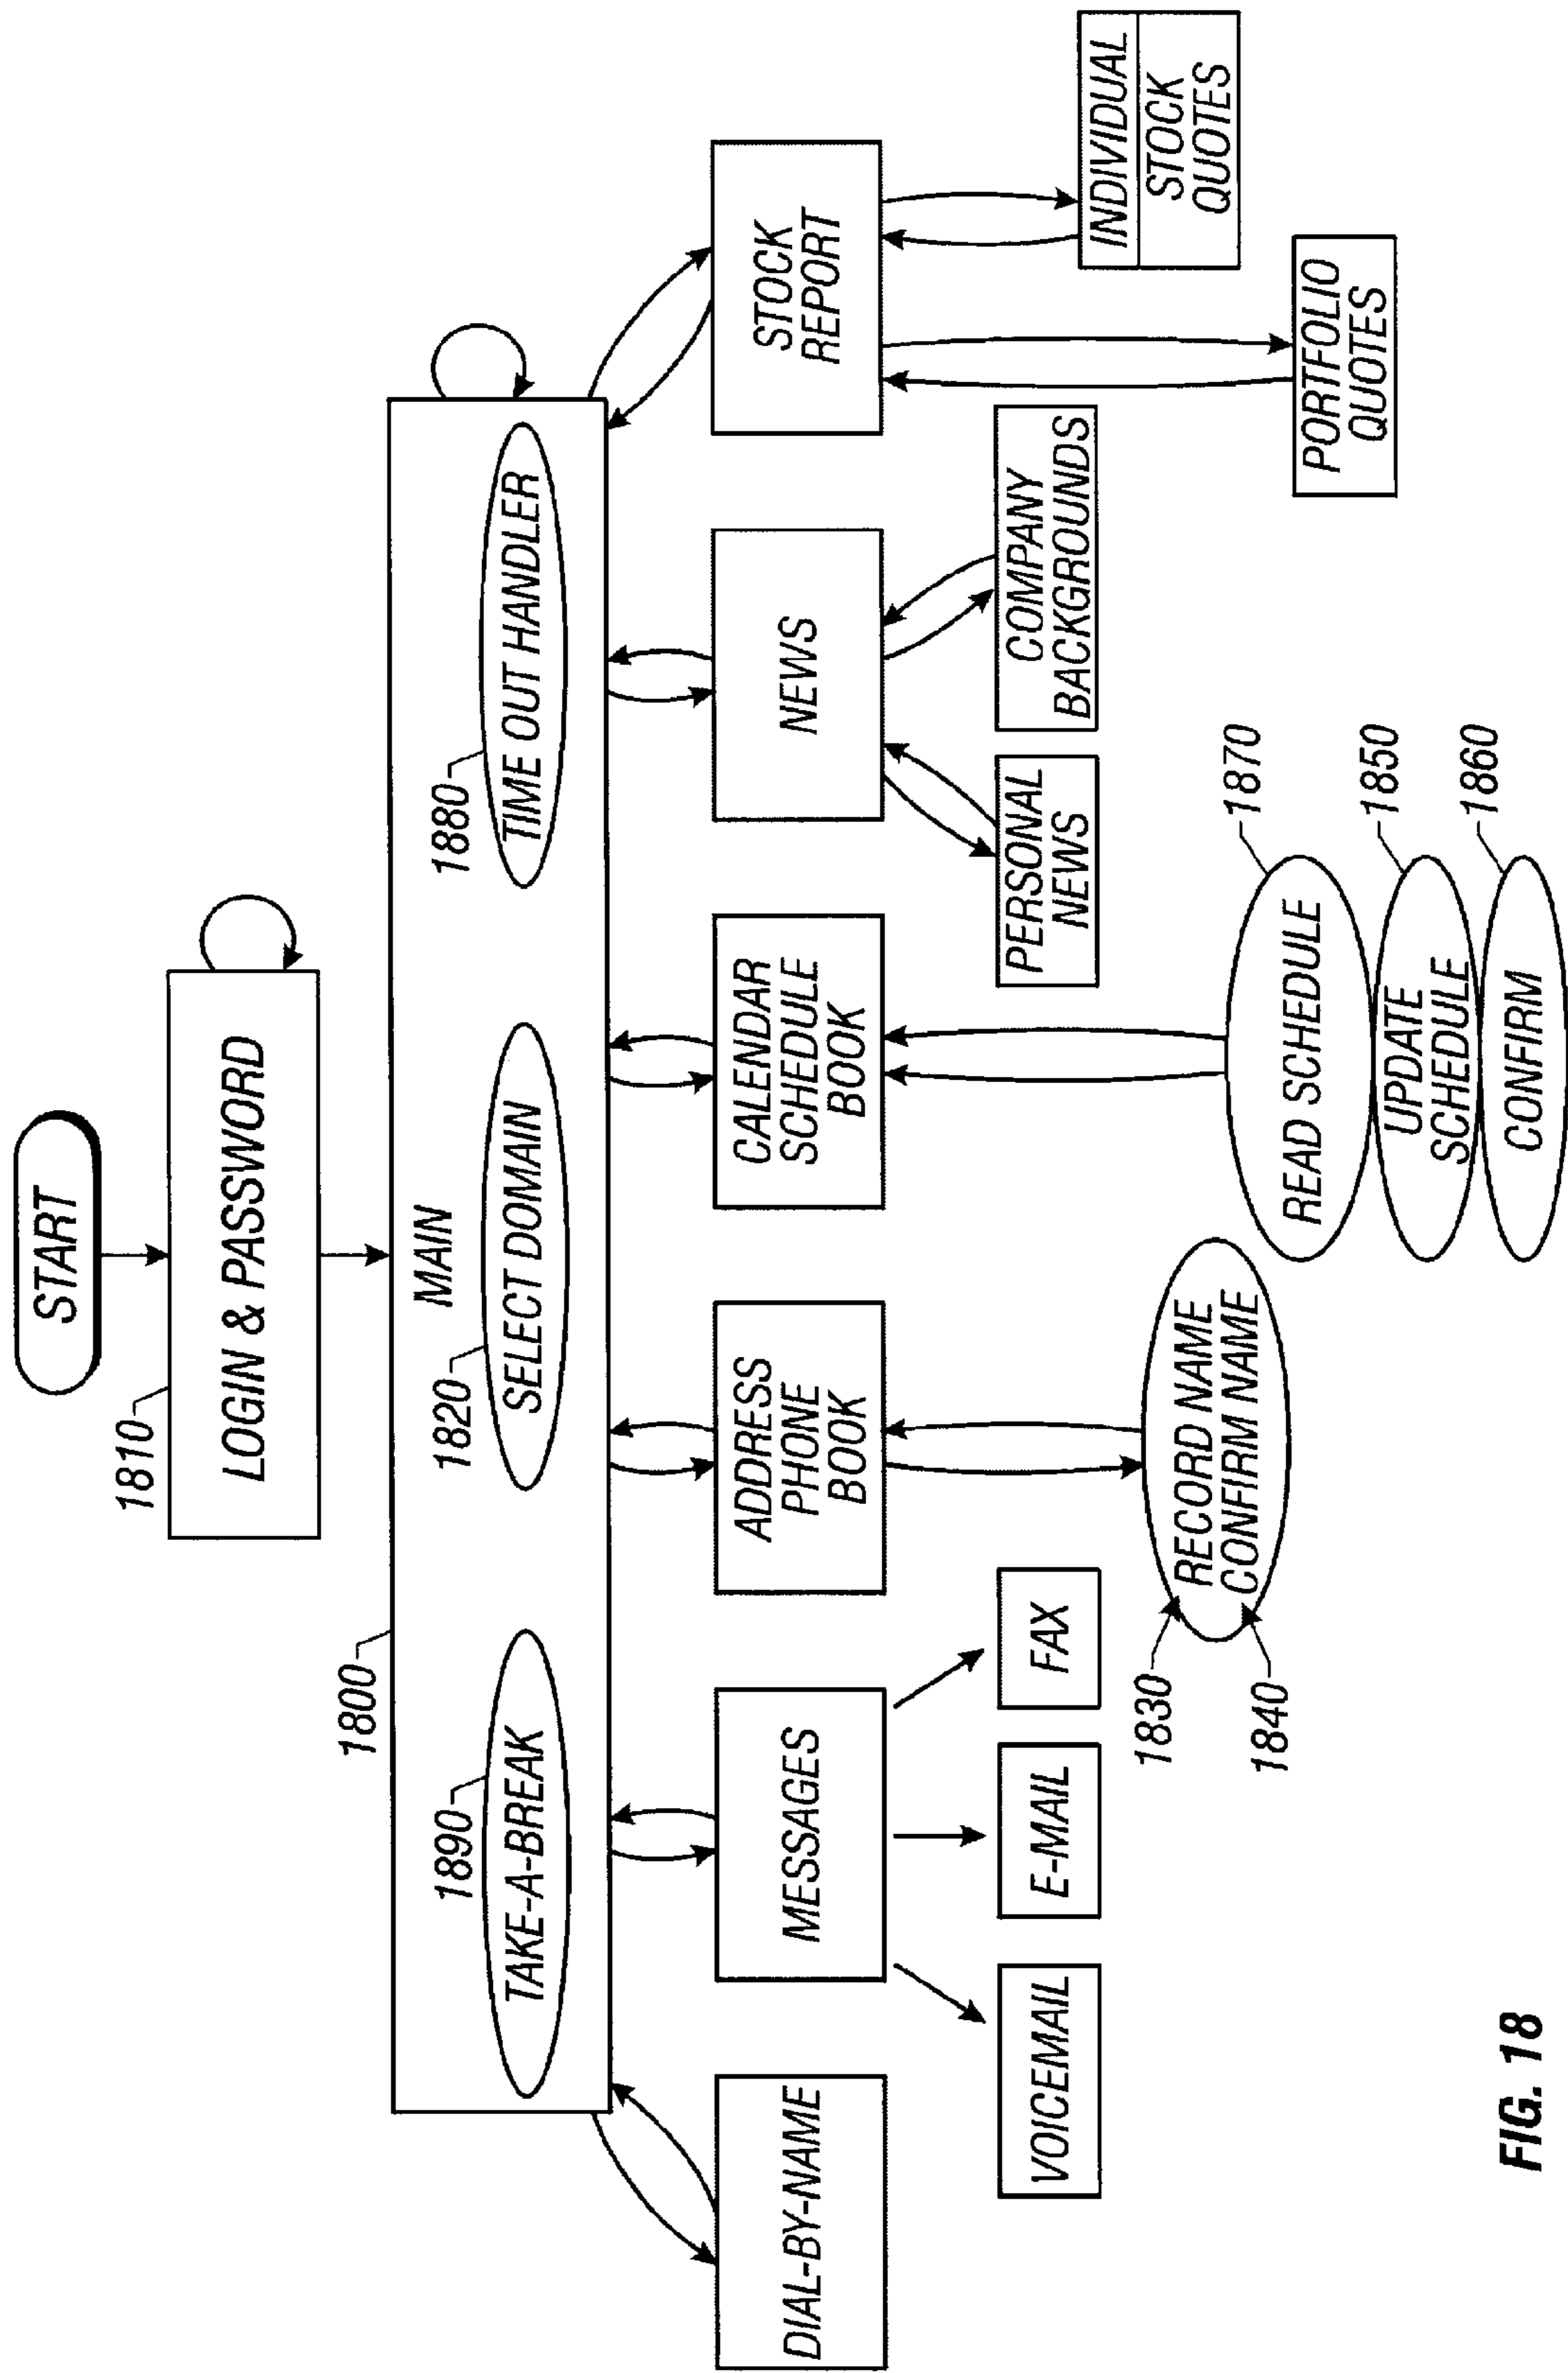 START
1810
LOGIN & PASSWORD
1800
MAIN
1890
TAKE-A-BREAK
1820
SELECT DOMAIN
1880
TIME OUT HANDLER
DIAL-BY-NAME
MESSAGES
ADDRESS
PHONE
BOOK
CALENDAR
SCHEDULE
BOOK
NEWS
STOCK
REPORT
VOICEMAIL
E-MAIL
FAX
PERSONAL
NEWS
COMPANY
BACKGROUNDS
INDIVIDUAL
STOCK
QUOTES
1830
RECORD NAME
CONFIRM NAME
1840
READ SCHEDULE
1870
PORTFOLIO
QUOTES
UPDATE
SCHEDULE
1850
CONFIRM
1860
FIG. 18